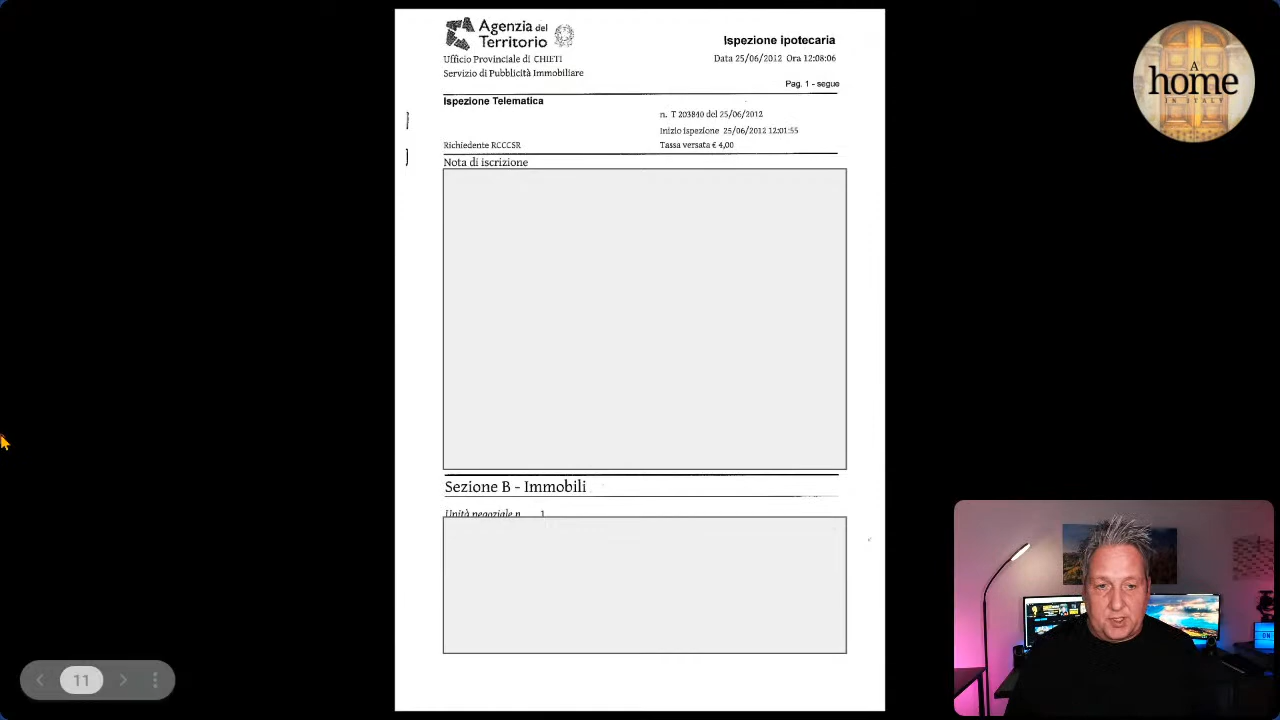 Agenzia del
Territorio
Ufficio Provinciale di CHIETI
Servizio di Pubblicità Immobiliare
Ispezione ipotecaria
Data 25/06/2012 Ora 12:08:06
Pag. 1 - segue
Ispezione Telematica
n. T 203840 del 25/06/2012
Inizio ispezione 25/06/2012 12:01:55
Richiedente RCCCSR
Tassa versata € 4,00
Nota di iscrizione
Sezione B - Immobili
Unità negoziale n. 1
A
home
IN ITALY
11